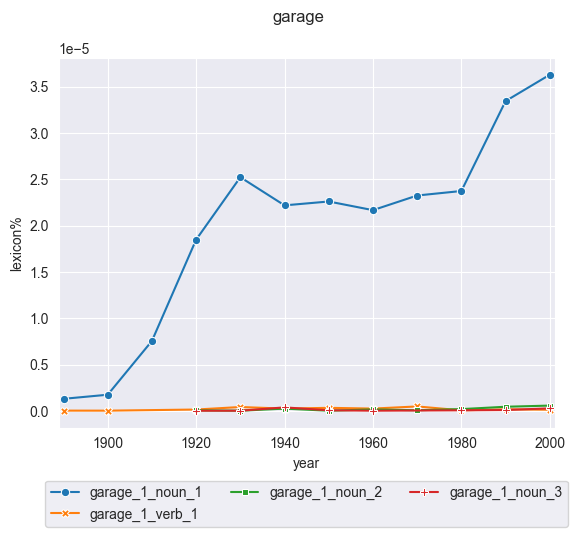 garage
1e−5
3.5
3.0
2.5
2.0
1.5
1.0
0.5
0.0
lexicon%
1900 1920 1940 1960 1980 2000
year
garage_1_noun_1 garage_1_noun_2 garage_1_noun_3
garage_1_verb_1